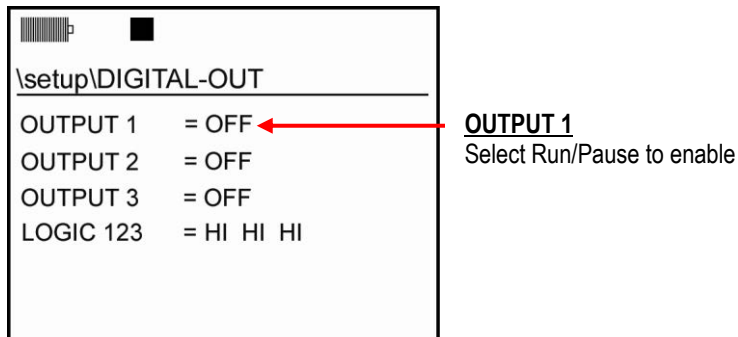 \setup\DIGITAL-OUT
OUTPUT 1 = OFF
OUTPUT 2 = OFF
OUTPUT 3 = OFF
LOGIC 123 = HI HI HI
OUTPUT 1
Select Run/Pause to enable